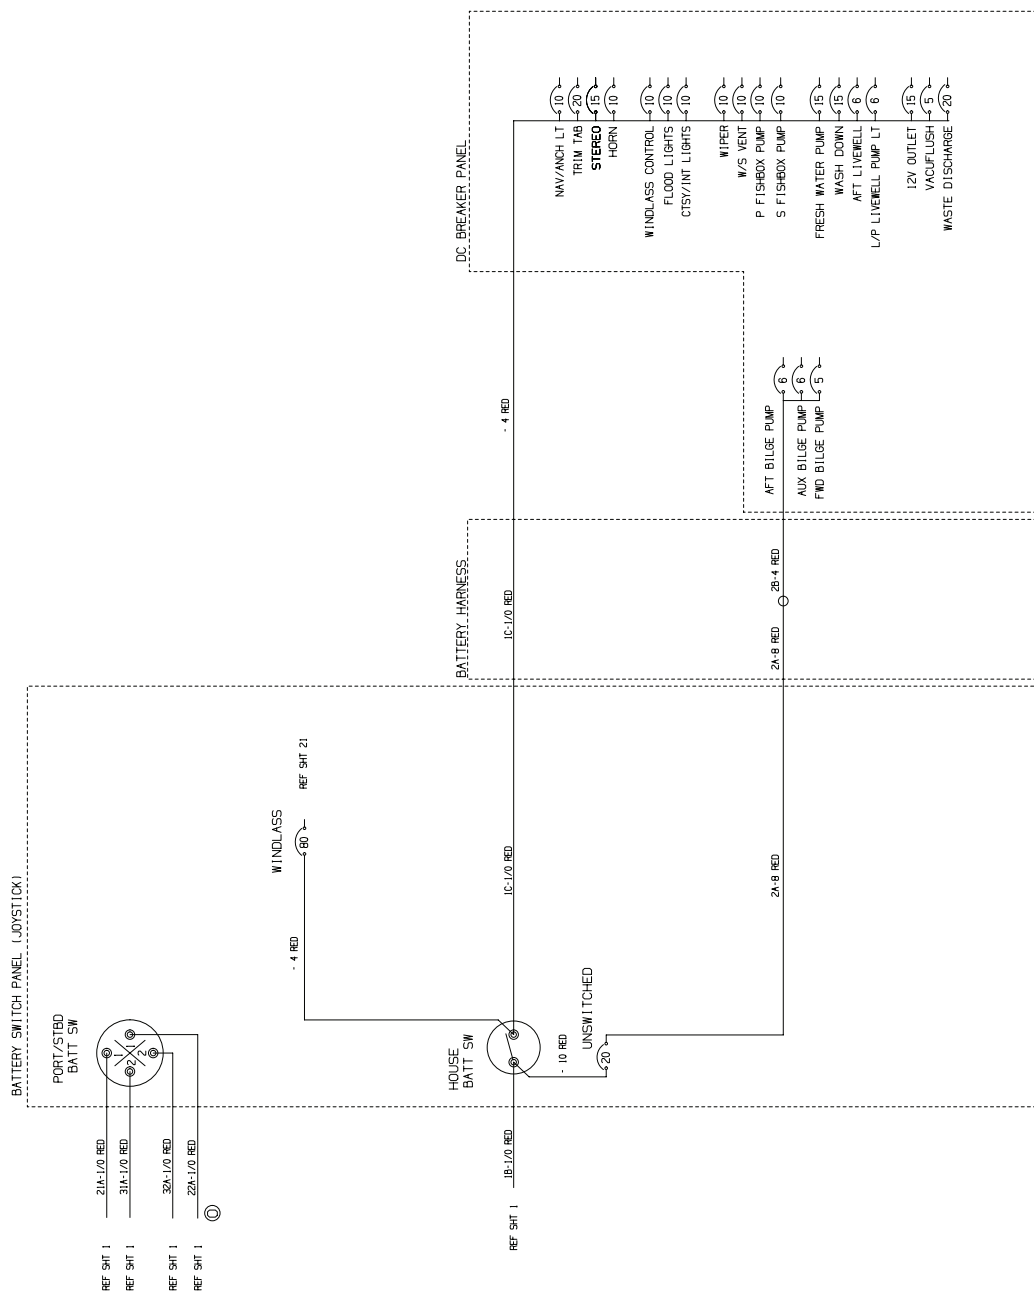 DC BREAKER PANEL
10
NAV/ANCH LT
20
TRIM TAB
15
STEREO
10
HORN
10
WINDLASS CONTROL
10
FLOOD LIGHTS
10
CTSY/INT LIGHTS
10
WIPER
10
W/S VENT
10
P FISHBOX PUMP
10
S FISHBOX PUMP
15
FRESH WATER PUMP
15
WASH DOWN
6
AFT LIVEWELL
6
L/P LIVEWELL PUMP LT
15
12V OUTLET
5
VACUFLUSH
20
WASTE DISCHARGE
6
AFT BILGE PUMP
6
AUX BILGE PUMP
5
FWD BILGE PUMP
- 4 RED
BATTERY HARNESS
1C-1/0 RED
2B-4 RED
2A-8 RED
BATTERY SWITCH PANEL (JOYSTICK)
PORT/STBD
BATT SW
1
1
2
2
WINDLASS
80
REF SHT 21
- 4 RED
1C-1/0 RED
2A-8 RED
HOUSE
BATT SW
- 10 RED
UNSWITCHED
20
21A-1/0 RED
31A-1/0 RED
32A-1/0 RED
22A-1/0 RED
1B-1/0 RED
REF SHT 1
REF SHT 1
REF SHT 1
REF SHT 1
REF SHT 1